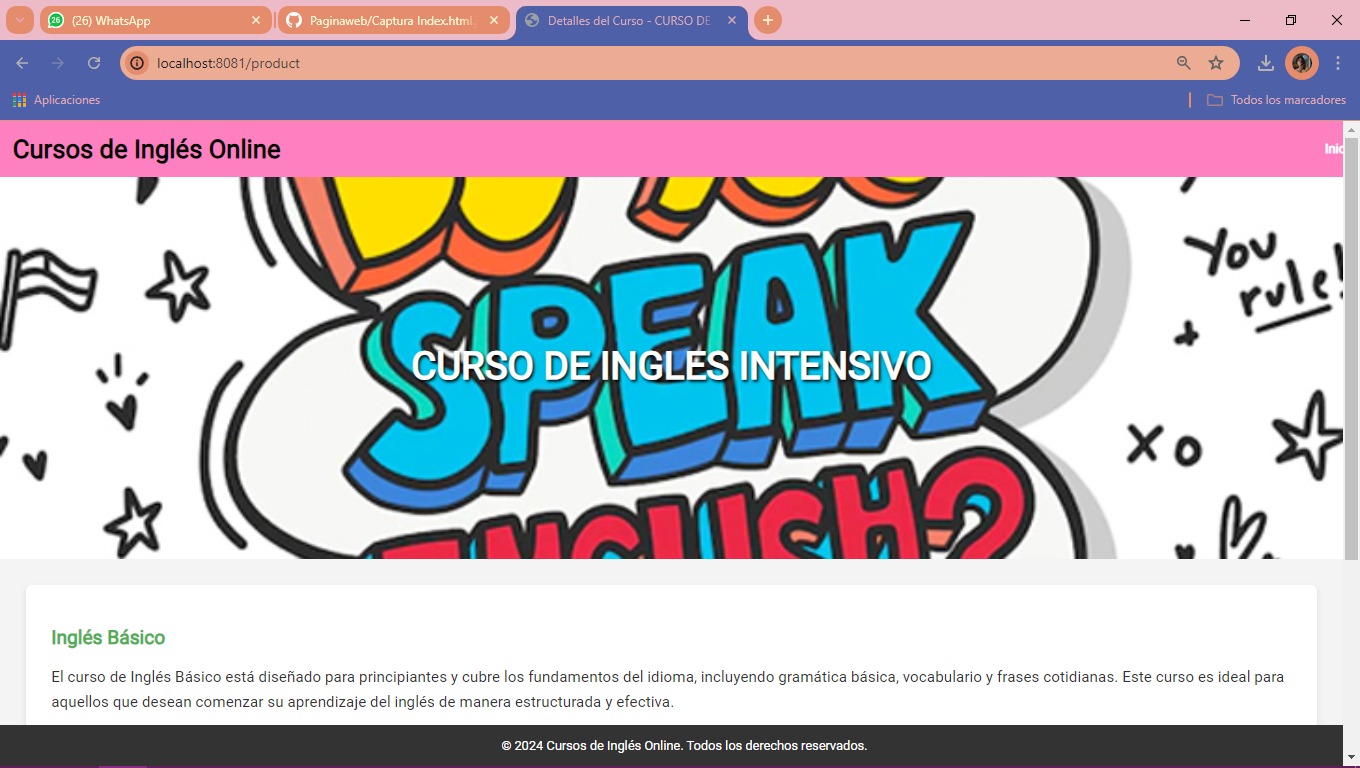 (26) WhatsApp
Paginaweb/Captura Index.html
Detalles del Curso - CURSO DE
localhost:8081/product
Aplicaciones
Todos los marcadores
Cursos de Inglés Online
You
rule!
SPEAK
CURSO DE INGLES INTENSIVO
XO
ENGLISH?
Inglés Básico
El curso de Inglés Básico está diseñado para principiantes y cubre los fundamentos del idioma, incluyendo gramática básica, vocabulario y frases cotidianas. Este curso es ideal para
aquellos que desean comenzar su aprendizaje del inglés de manera estructurada y efectiva.
© 2024 Cursos de Inglés Online. Todos los derechos reservados.